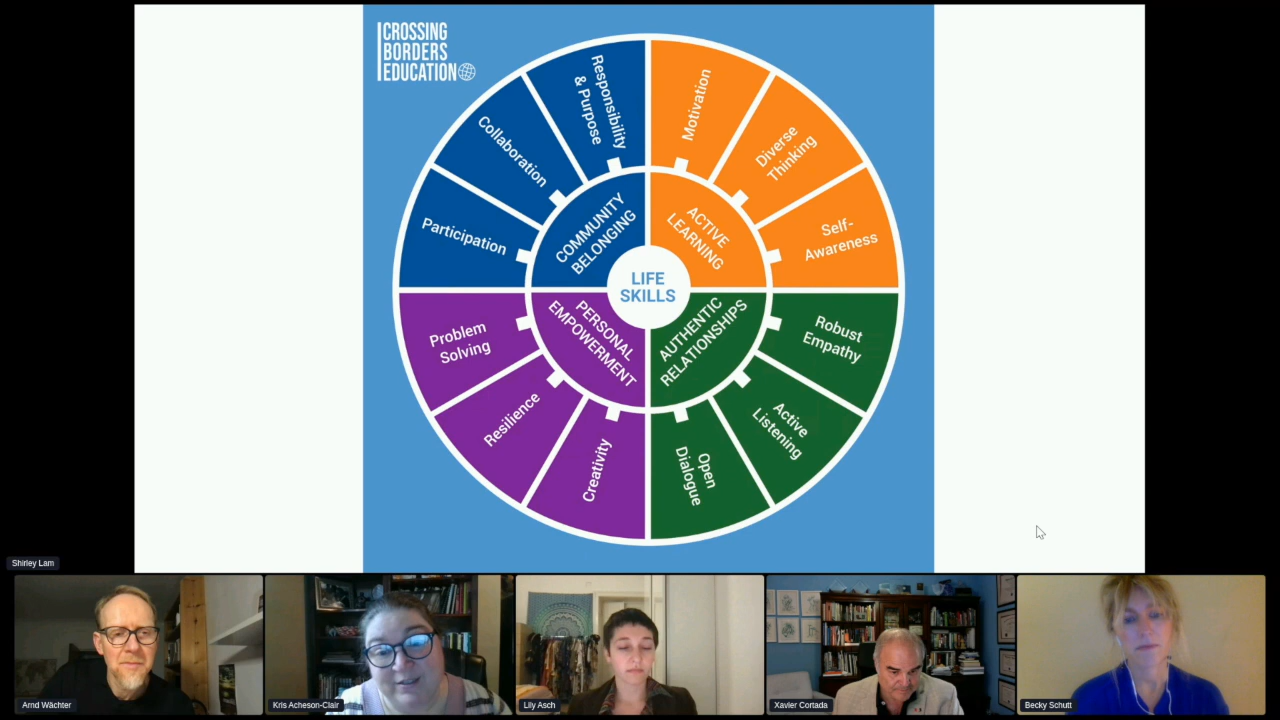 CROSSING
BORDERS
EDUCATION
Responsibility
& Purpose
Motivation
Collaboration
Diverse
Thinking
Participation
Self-
Awareness
COMMUNITY
BELONGING
ACTIVE
LEARNING
LIFE
SKILLS
PERSONAL
EMPOWERMENT
AUTHENTIC
RELATIONSHIPS
Problem
Solving
Robust
Empathy
Resilience
Active
Listening
Creativity
Open
Dialogue
Shirley Lam
Arnd Wächter
Kris Acheson-Clair
Lily Asch
Xavier Cortada
Becky Schutt